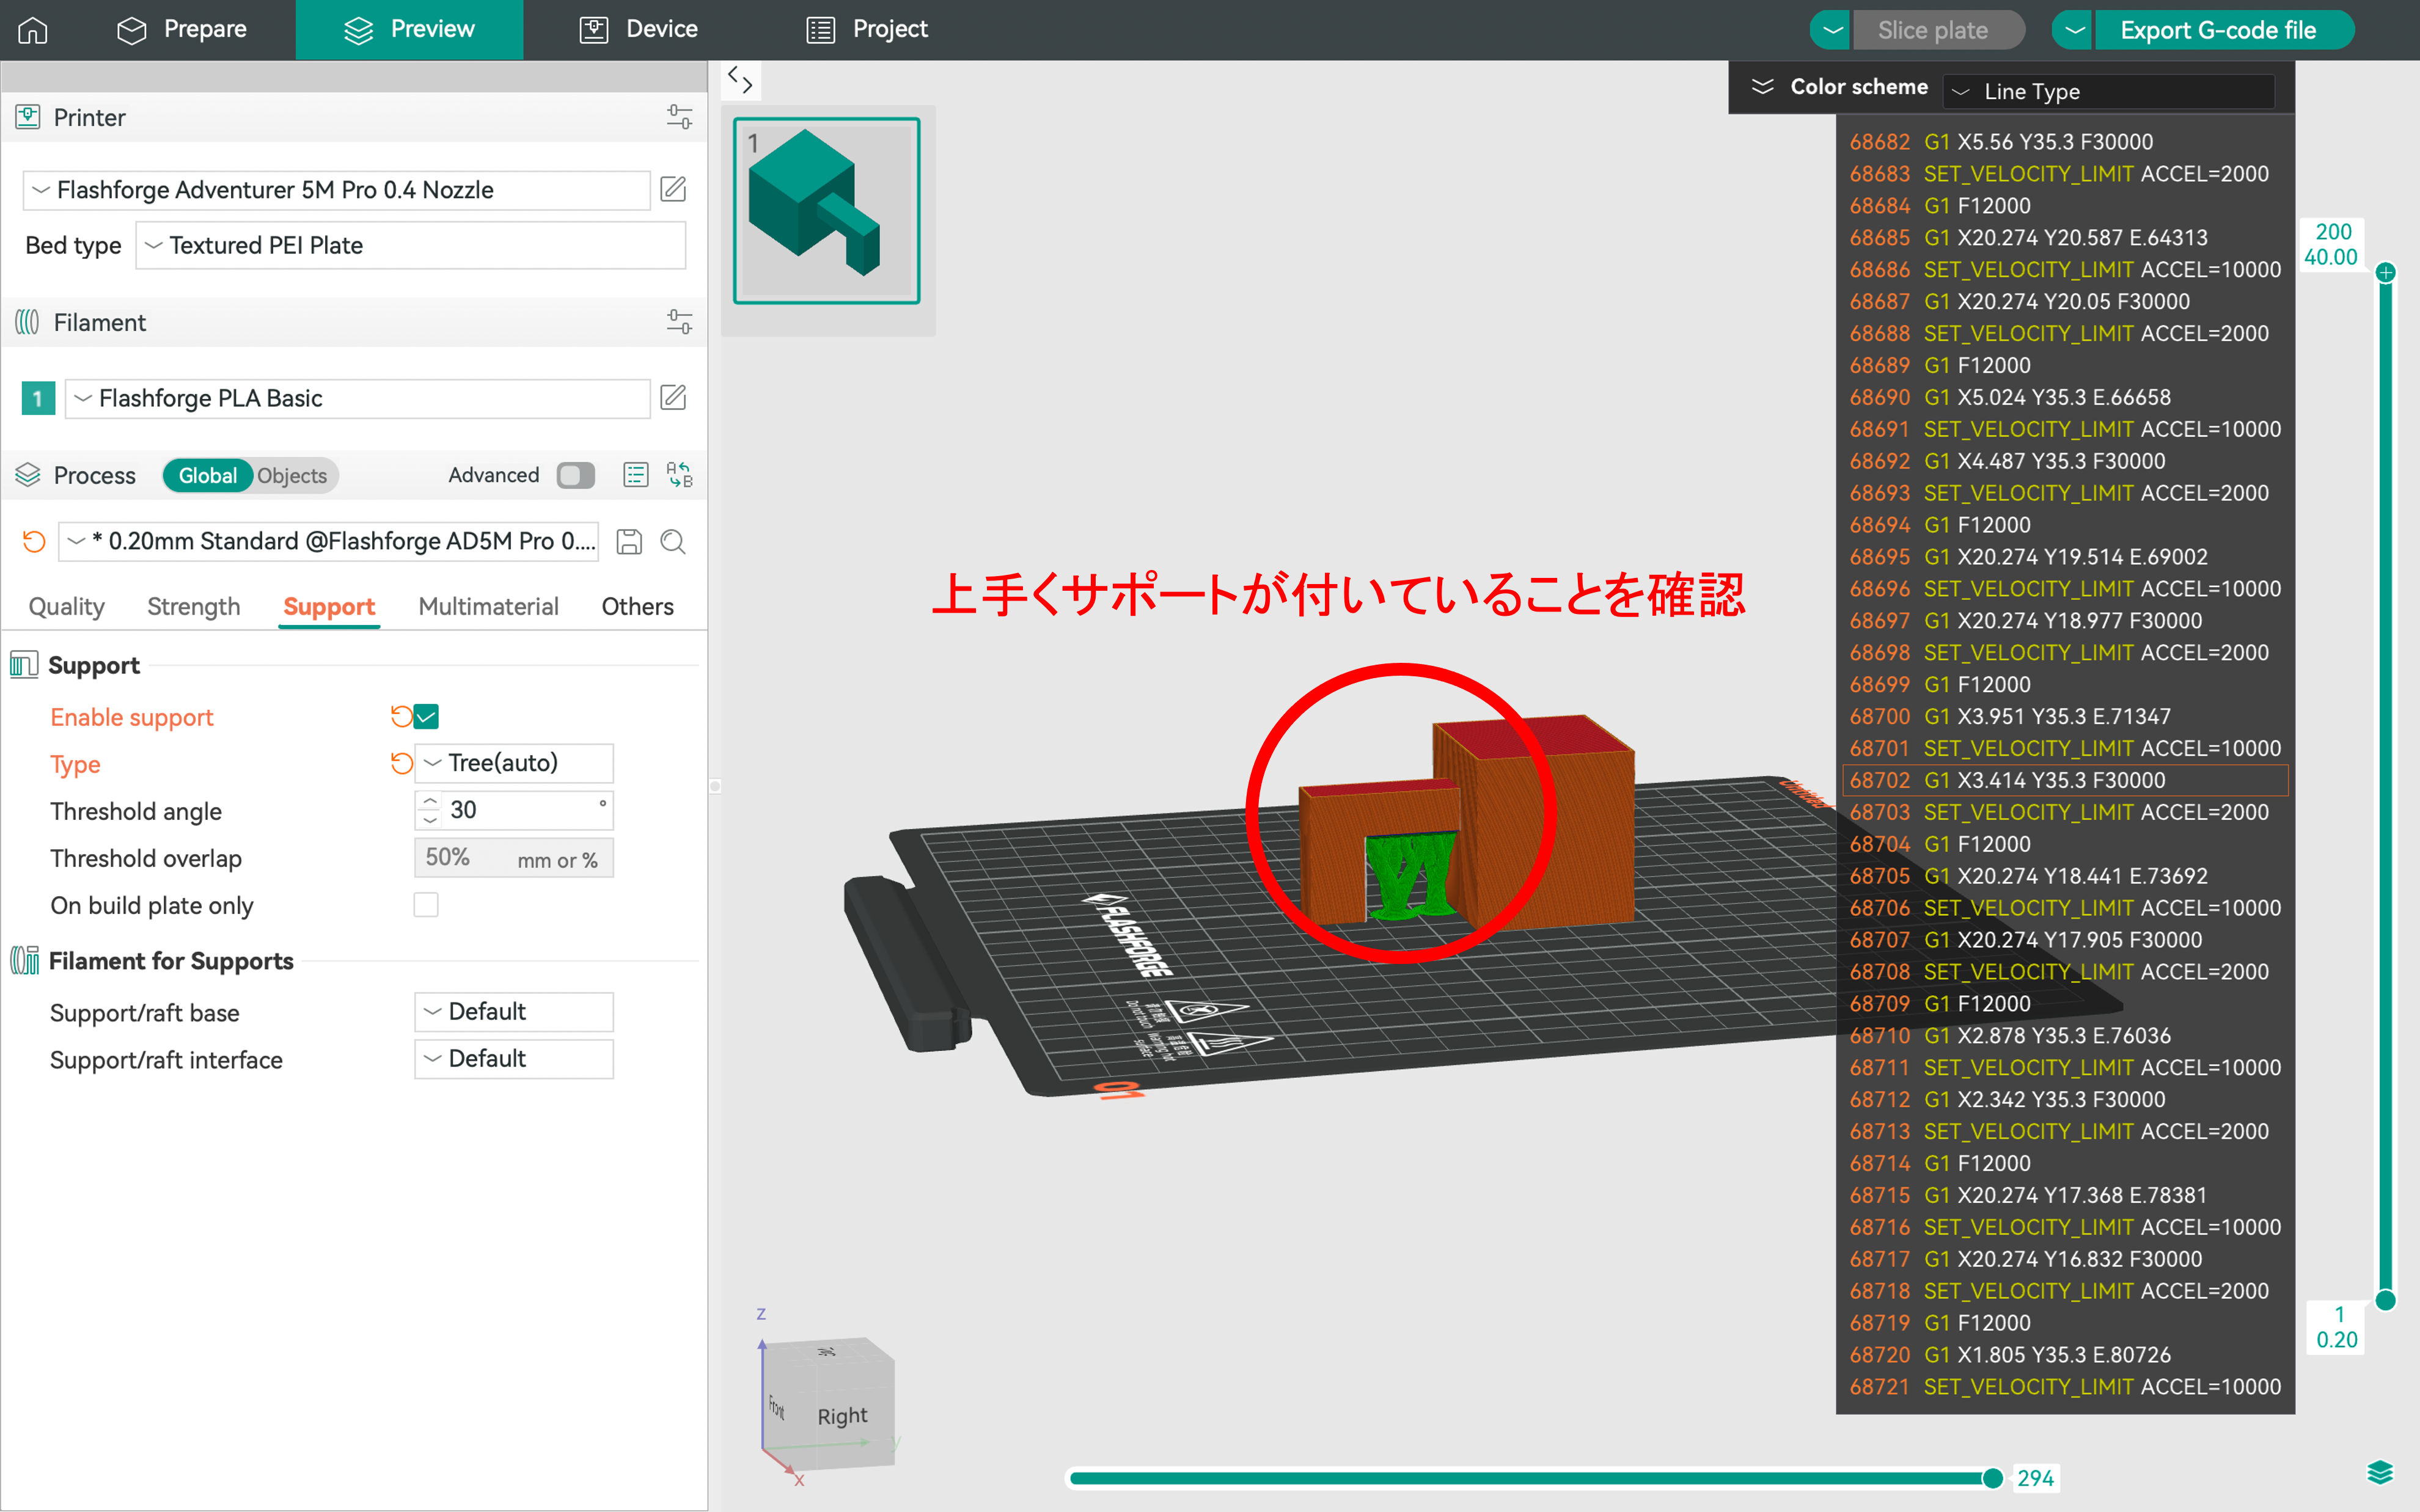 Prepare
Preview
Device
Project
Slice plate
Export G-code file
Printer
Flashforge Adventurer 5M Pro 0.4 Nozzle
Bed type
Textured PEI Plate
Filament
1
Flashforge PLA Basic
Process
Global
Objects
Advanced
* 0.20mm Standard @Flashforge AD5M Pro 0....
Quality
Strength
Support
Multimaterial
Others
Support
Enable support
Type
Tree(auto)
Threshold angle
30
°
Threshold overlap
50%
mm or %
On build plate only
Filament for Supports
Support/raft base
Default
Support/raft interface
Default
1
上手くサポートが付いていることを確認
FLASHFORGE
01
Z
Front
Right
y
X
294
Color scheme
Line Type
68682 G1 X5.56 Y35.3 F30000
68683 SET_VELOCITY_LIMIT ACCEL=2000
68684 G1 F12000
68685 G1 X20.274 Y20.587 E.64313
68686 SET_VELOCITY_LIMIT ACCEL=10000
68687 G1 X20.274 Y20.05 F30000
68688 SET_VELOCITY_LIMIT ACCEL=2000
68689 G1 F12000
68690 G1 X5.024 Y35.3 E.66658
68691 SET_VELOCITY_LIMIT ACCEL=10000
68692 G1 X4.487 Y35.3 F30000
68693 SET_VELOCITY_LIMIT ACCEL=2000
68694 G1 F12000
68695 G1 X20.274 Y19.514 E.69002
68696 SET_VELOCITY_LIMIT ACCEL=10000
68697 G1 X20.274 Y18.977 F30000
68698 SET_VELOCITY_LIMIT ACCEL=2000
68699 G1 F12000
68700 G1 X3.951 Y35.3 E.71347
68701 SET_VELOCITY_LIMIT ACCEL=10000
68702 G1 X3.414 Y35.3 F30000
68703 SET_VELOCITY_LIMIT ACCEL=2000
68704 G1 F12000
68705 G1 X20.274 Y18.441 E.73692
68706 SET_VELOCITY_LIMIT ACCEL=10000
68707 G1 X20.274 Y17.905 F30000
68708 SET_VELOCITY_LIMIT ACCEL=2000
68709 G1 F12000
68710 G1 X2.878 Y35.3 E.76036
68711 SET_VELOCITY_LIMIT ACCEL=10000
68712 G1 X2.342 Y35.3 F30000
68713 SET_VELOCITY_LIMIT ACCEL=2000
68714 G1 F12000
68715 G1 X20.274 Y17.368 E.78381
68716 SET_VELOCITY_LIMIT ACCEL=10000
68717 G1 X20.274 Y16.832 F30000
68718 SET_VELOCITY_LIMIT ACCEL=2000
68719 G1 F12000
68720 G1 X1.805 Y35.3 E.80726
68721 SET_VELOCITY_LIMIT ACCEL=10000
200
40.00
1
0.20